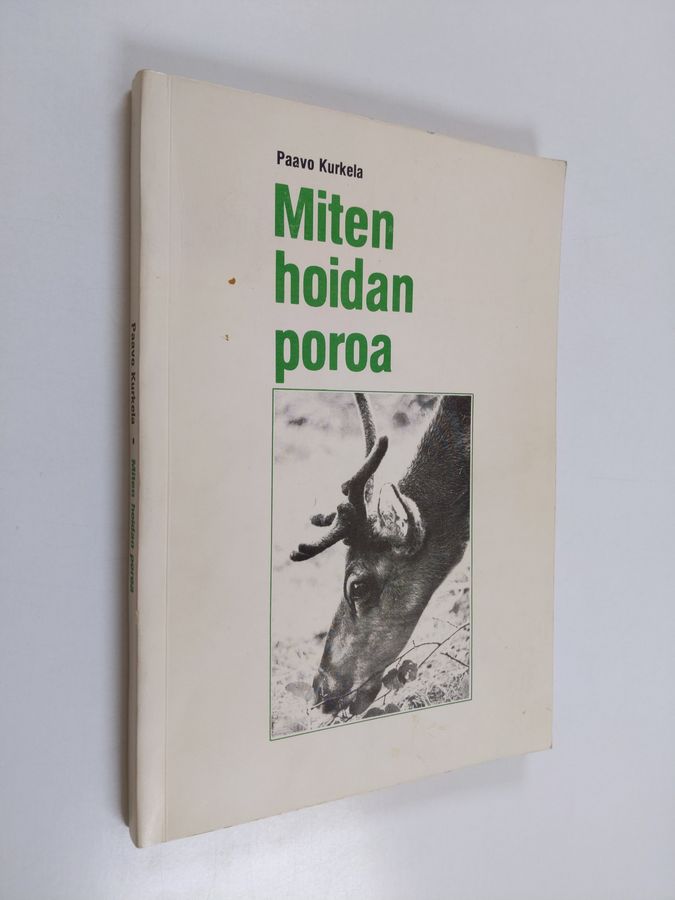 Paavo Kurkela
Miten
hoidan
poroa
Paavo Kurkela • Miten hoidan poroa